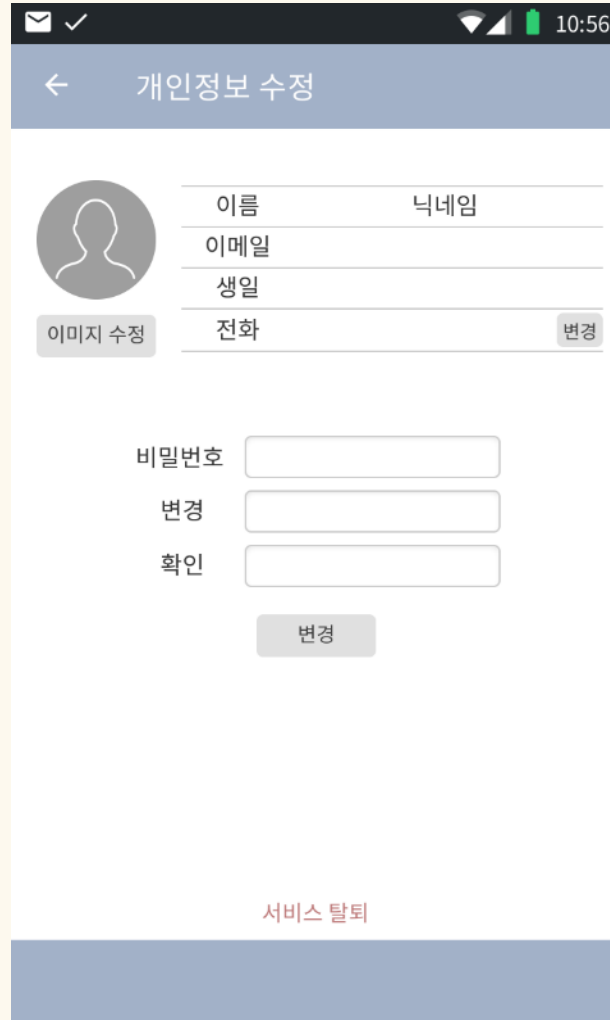 10:56
개인정보 수정
이름 닉네임
이메일
생일
전화 변경
이미지 수정
비밀번호
변경
확인
변경
서비스 탈퇴